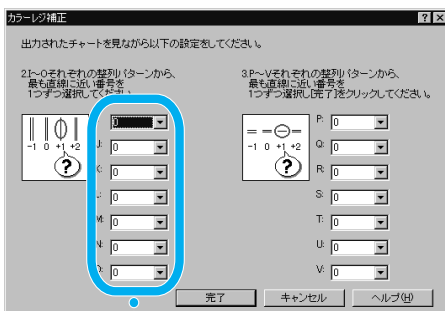 カラーレジ補正
出力されたチャートを見ながら以下の設定をしてください。
2.I～Oそれぞれの整列パターンから、
最も直線に近い番号を
1つずつ選択してください
3.P～Vそれぞれの整列パターンから、
最も直線に近い番号を
1つずつ選択し、[完了]をクリックしてください。
-1 0 +1 +2
?
0
J: 0
K: 0
L: 0
M: 0
N: 0
O: 0
-1 0 +1 +2
?
P: 0
Q: 0
R: 0
S: 0
T: 0
U: 0
V: 0
完了
キャンセル
ヘルプ(H)